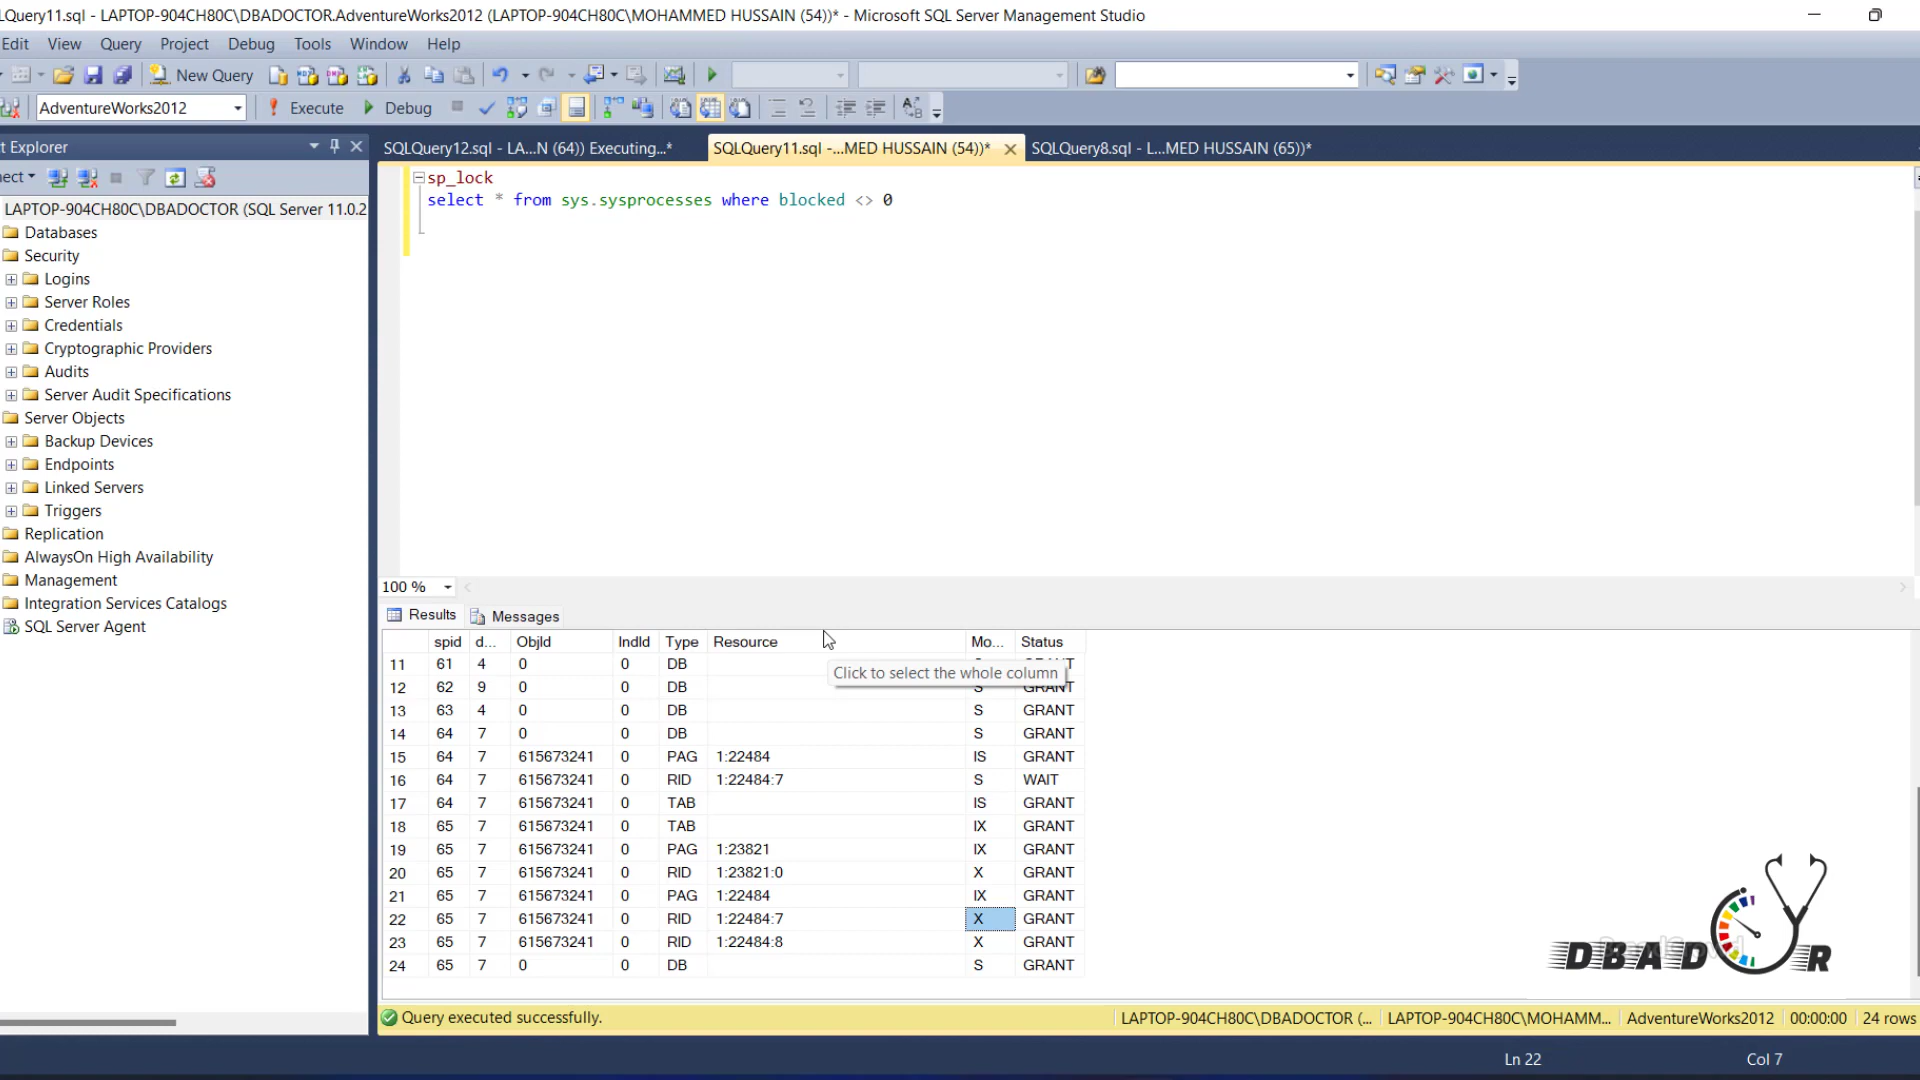 LQuery11.sql - LAPTOP-904CH80C\DBADOCTOR.AdventureWorks2012 (LAPTOP-904CH80C\MOHAMMED HUSSAIN (54))* - Microsoft SQL Server Management Studio
Edit View Query Project Debug Tools Window Help
New Query
AdventureWorks2012 Execute Debug
t Explorer
SQLQuery12.sql - LA...N (64)) Executing...* SQLQuery11.sql -...MED HUSSAIN (54))* SQLQuery8.sql - L...MED HUSSAIN (65))*
ect
LAPTOP-904CH80C\DBADOCTOR (SQL Server 11.0.2
Databases
Security
Logins
Server Roles
Credentials
Cryptographic Providers
Audits
Server Audit Specifications
Server Objects
Backup Devices
Endpoints
Linked Servers
Triggers
Replication
AlwaysOn High Availability
Management
Integration Services Catalogs
SQL Server Agent
sp_lock
select * from sys.sysprocesses where blocked <> 0
100 %
Results Messages
spid d... ObjId IndId Type Resource Mo... Status
11 61 4 0 0 DB
Click to select the whole column
12 62 9 0 0 DB S GRANT
13 63 4 0 0 DB S GRANT
14 64 7 0 0 DB S GRANT
15 64 7 615673241 0 PAG 1:22484 IS GRANT
16 64 7 615673241 0 RID 1:22484:7 S WAIT
17 64 7 615673241 0 TAB IS GRANT
18 65 7 615673241 0 TAB IX GRANT
19 65 7 615673241 0 PAG 1:23821 IX GRANT
20 65 7 615673241 0 RID 1:23821:0 X GRANT
21 65 7 615673241 0 PAG 1:22484 IX GRANT
22 65 7 615673241 0 RID 1:22484:7 X GRANT
23 65 7 615673241 0 RID 1:22484:8 X GRANT
24 65 7 0 0 DB S GRANT
DBAD R
Query executed successfully. LAPTOP-904CH80C\DBADOCTOR (... LAPTOP-904CH80C\MOHAMM... AdventureWorks2012 00:00:00 24 rows
Ln 22 Col 7